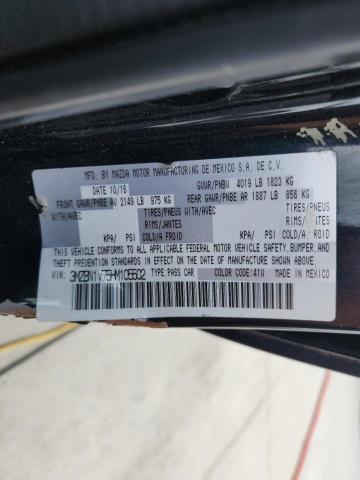 MFD. BY MAZDA MOTOR MANUFACTURING DE MEXICO S.A. DE C.V.
DATE 10/16 GVWR/PNBV 4019 LB 1823 KG
FRONT GAWR/PNBE AV 2149 LB 975 KG REAR GAWR/PNBE AR 1887 LB 856 KG
WITH/AVEC TIRES/PNEUS WITH/AVEC TIRES/PNEUS
RIMS/JANTES RIMS/JANTES
KPA/ PSI COLD/A FROID KPA/ PSI COLD/A FROID
THIS VEHICLE CONFORMS TO ALL APPLICABLE FEDERAL MOTOR VEHICLE SAFETY, BUMPER, AND
THEFT PREVENTION STANDARDS IN EFFECT ON THE DATE OF MANUFACTURE SHOWN ABOVE.
VIN: 3MZBN1V75HM105602 TYPE: PASS CAR COLOR CODE: 41W MADE IN MEXICO